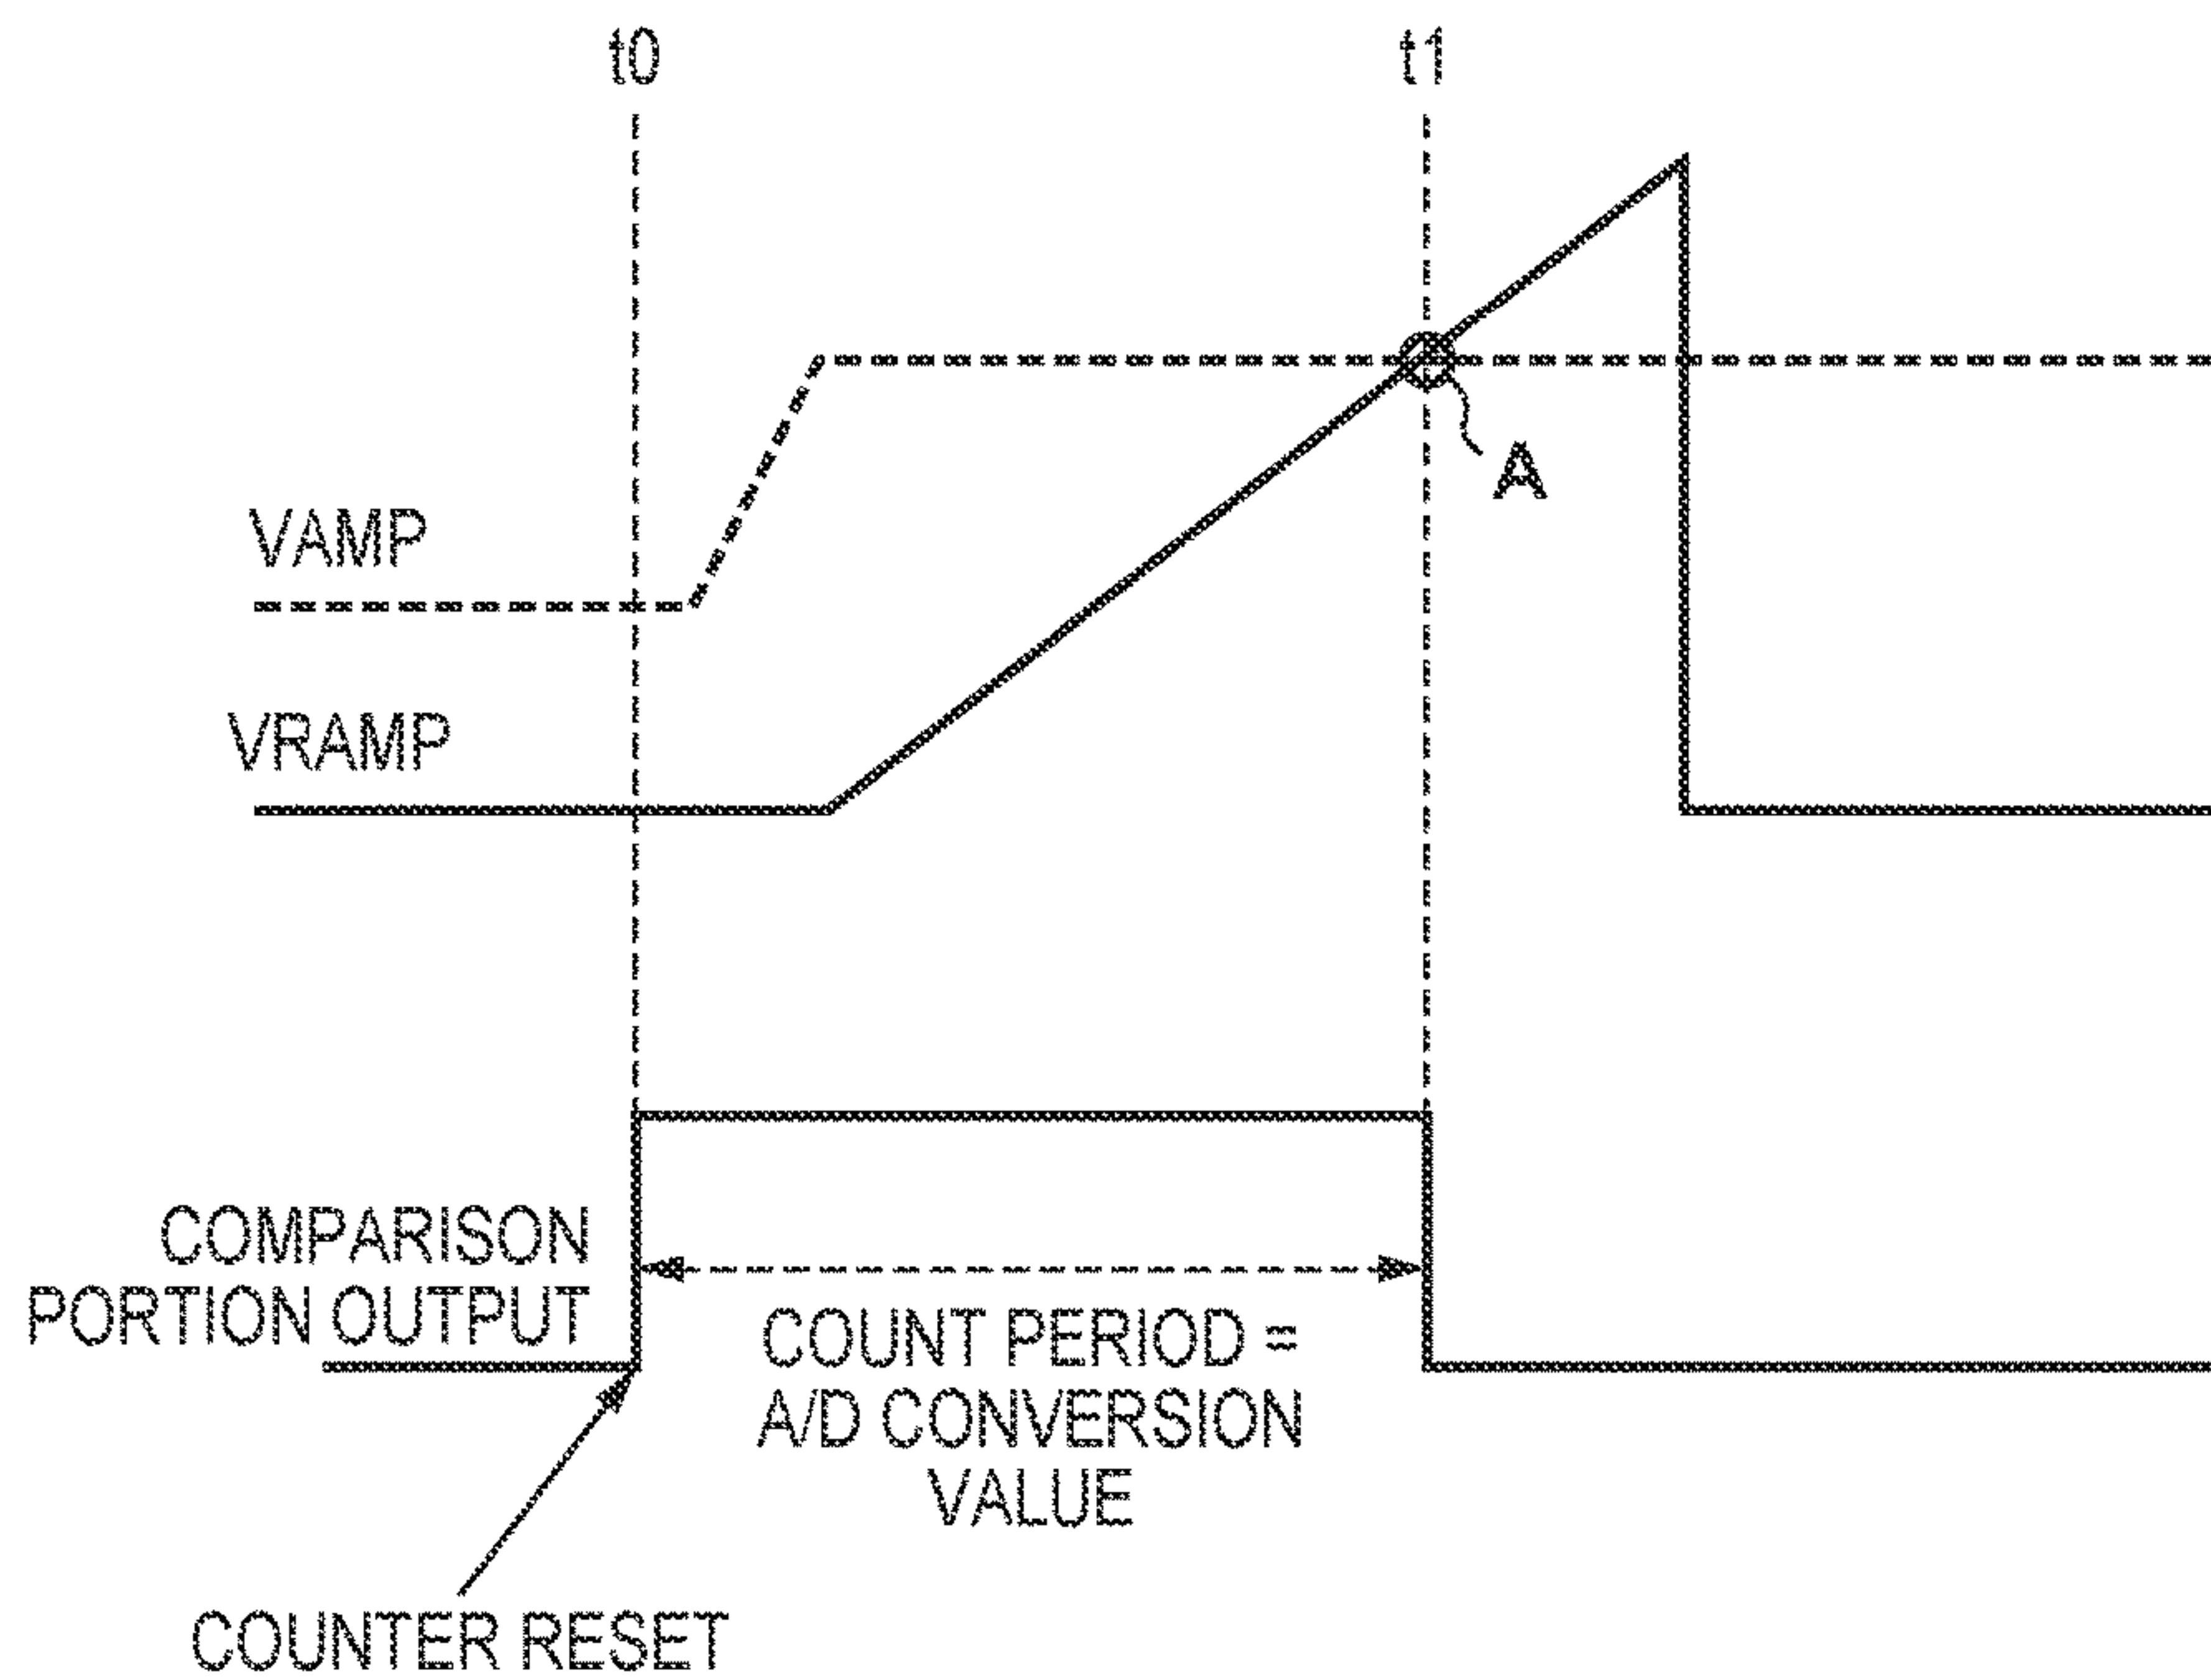 t0
t1
A
VAMP
VRAMP
COMPARISON
PORTION OUTPUT
COUNT PERIOD =
A/D CONVERSION
VALUE
COUNTER RESET